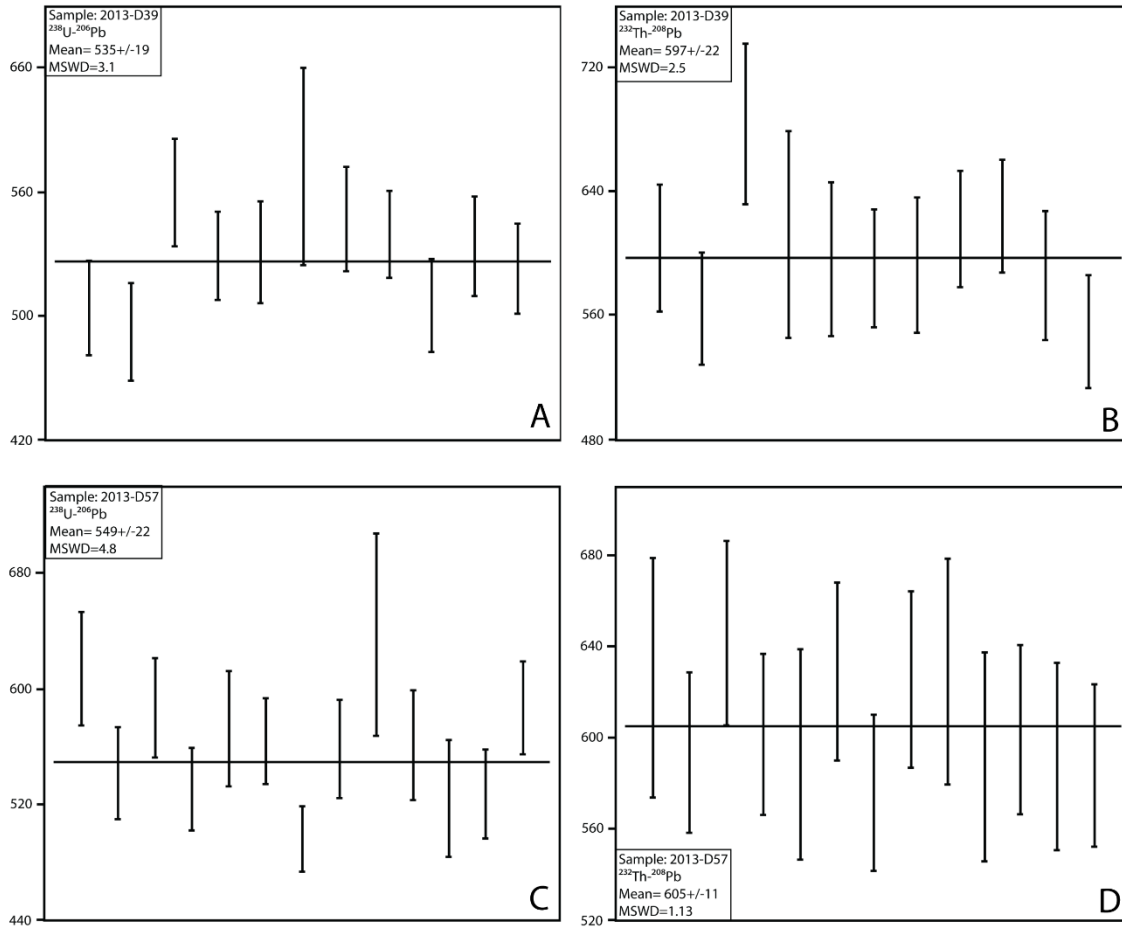 Sample: 2013-D39
²³⁸U-²⁰⁶Pb
Mean= 535+/-19
MSWD=3.1
660
560
500
420
A
Sample: 2013-D39
²³²Th-²⁰⁸Pb
Mean= 597+/-22
MSWD=2.5
720
640
560
480
B
Sample: 2013-D57
²³⁸U-²⁰⁶Pb
Mean= 549+/-22
MSWD=4.8
680
600
520
440
C
680
640
600
560
520
Sample: 2013-D57
²³²Th-²⁰⁸Pb
Mean= 605+/-11
MSWD=1.13
D